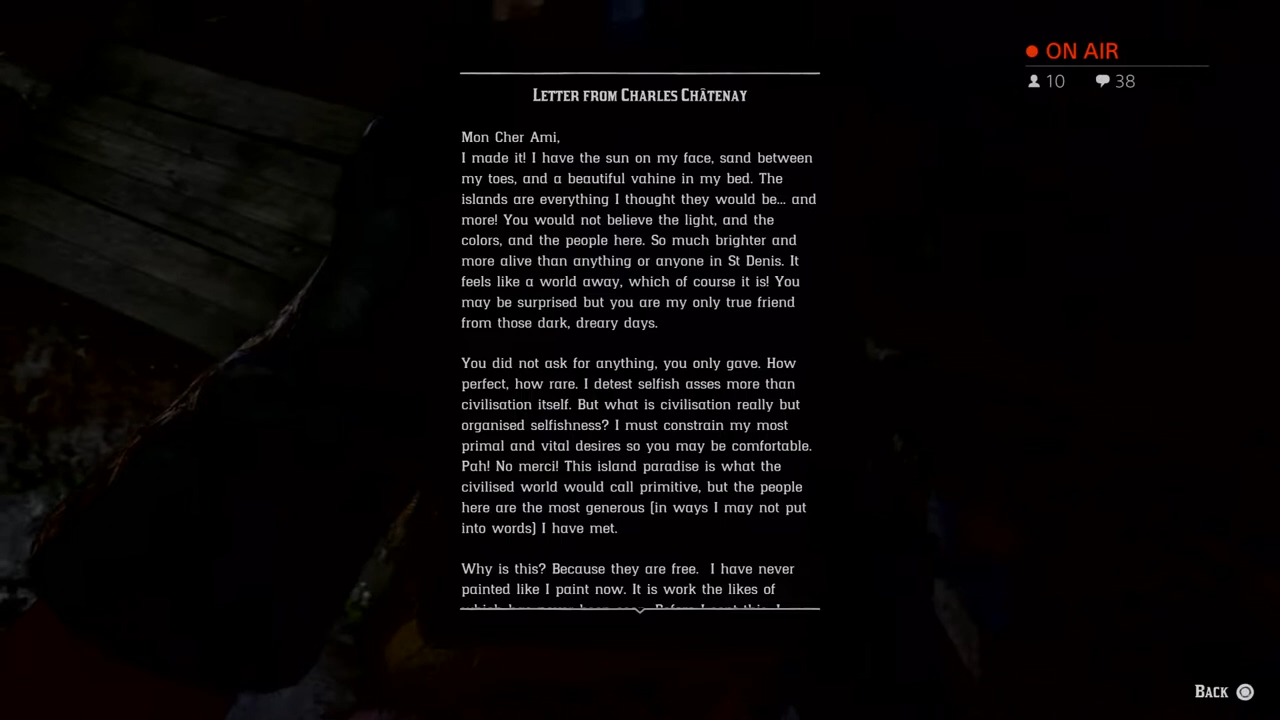 ON AIR
10 38
Letter from Charles Châtenay
Mon Cher Ami,
I made it! I have the sun on my face, sand between
my toes, and a beautiful vahine in my bed. The
islands are everything I thought they would be... and
more! You would not believe the light, and the
colors, and the people here. So much brighter and
more alive than anything or anyone in St Denis. It
feels like a world away, which of course it is! You
may be surprised but you are my only true friend
from those dark, dreary days.
You did not ask for anything, you only gave. How
perfect, how rare. I detest selfish asses more than
civilisation itself. But what is civilisation really but
organised selfishness? I must constrain my most
primal and vital desires so you may be comfortable.
Pah! No merci! This island paradise is what the
civilised world would call primitive, but the people
here are the most generous (in ways I may not put
into words) I have met.
Why is this? Because they are free. I have never
painted like I paint now. It is work the likes of
Back